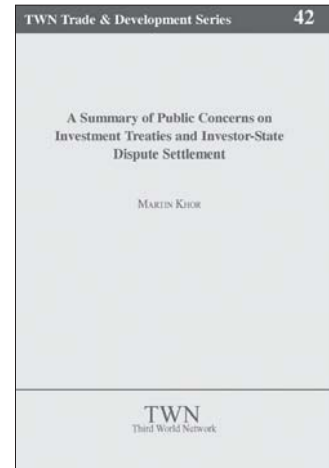 TWN Trade & Development Series 42
A Summary of Public Concerns on
Investment Treaties and Investor-State
Dispute Settlement
MARTIN KHOR
TWN
Third World Network